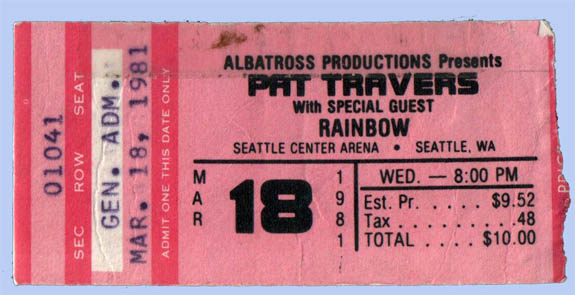 01041
SEC ROW SEAT
GEN. ADM.
MAR. 18, 1981
ADMIT ONE THIS DATE ONLY
ALBATROSS PRODUCTIONS Presents
PAT TRAVERS
With SPECIAL GUEST
RAINBOW
SEATTLE CENTER ARENA • SEATTLE, WA
MAR
18
1981
WED. — 8:00 PM
Est. Pr. . . . . . $9.52
Tax . . . . . . . . . .48
TOTAL . . . . . $10.00